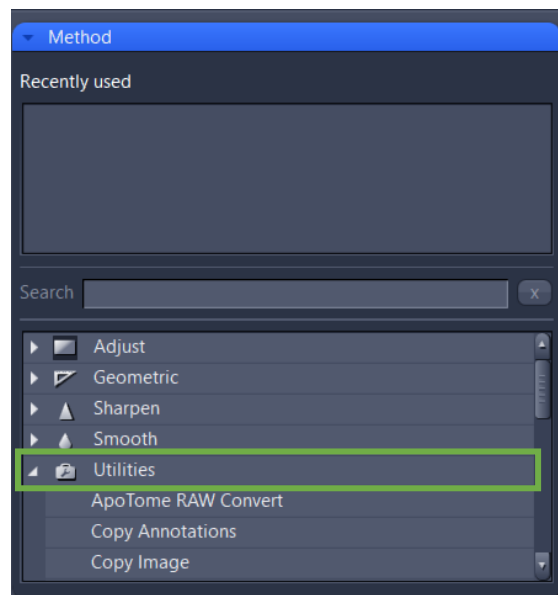 Method
Recently used
Search x
Adjust
Geometric
Sharpen
Smooth
Utilities
ApoTome RAW Convert
Copy Annotations
Copy Image